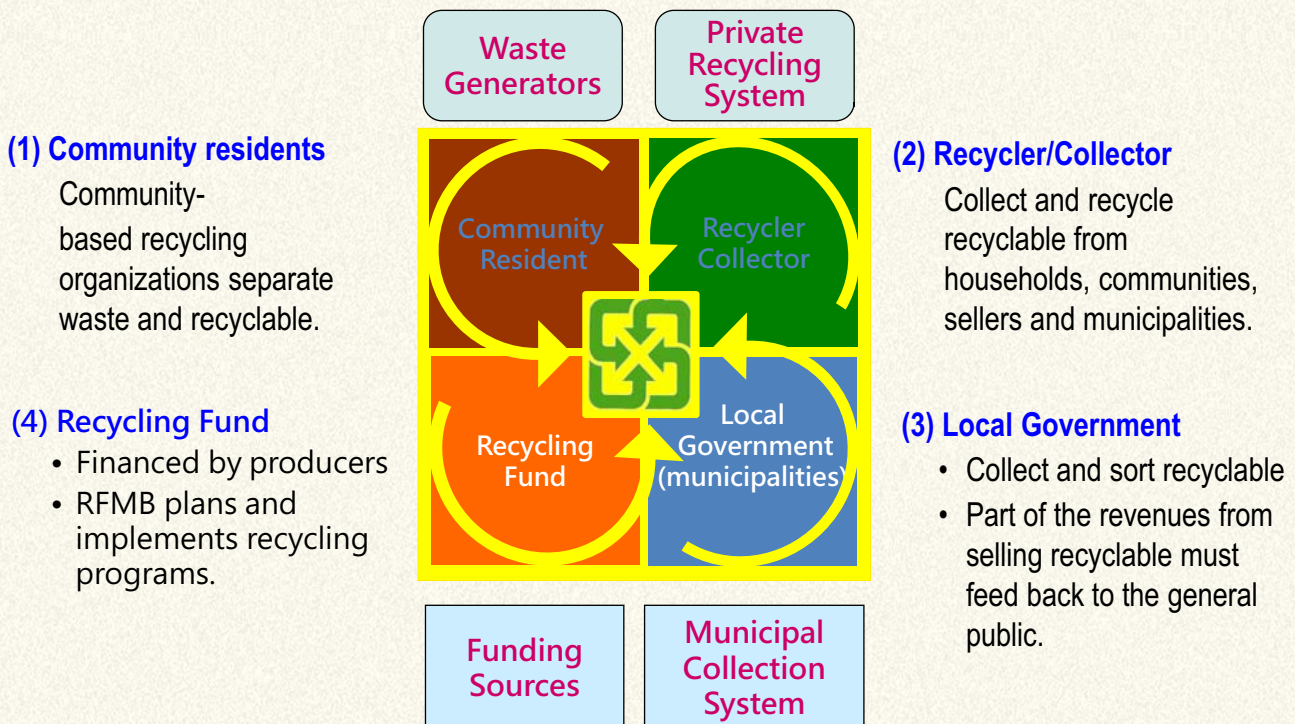 Waste
Generators
Private
Recycling
System
(1) Community residents
Community-
based recycling
organizations separate
waste and recyclable.
Community
Resident
Recycler
Collector
(2) Recycler/Collector
Collect and recycle
recyclable from
households, communities,
sellers and municipalities.
(4) Recycling Fund
• Financed by producers
• RFMB plans and
implements recycling
programs.
Recycling
Fund
Local
Government
(municipalities)
(3) Local Government
• Collect and sort recyclable
• Part of the revenues from
selling recyclable must
feed back to the general
public.
Funding
Sources
Municipal
Collection
System